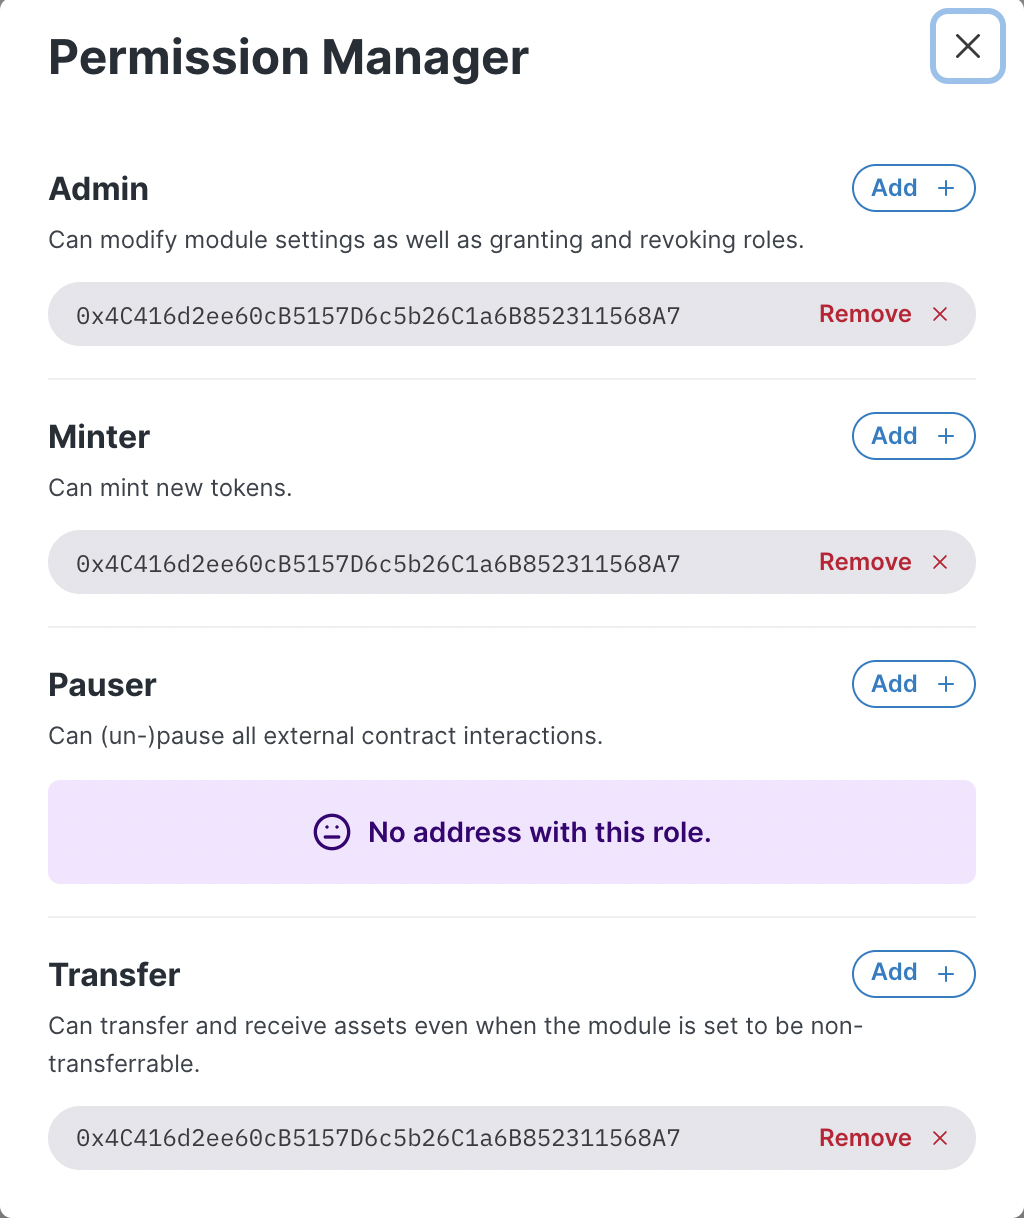 Permission Manager
Admin
Add +
Can modify module settings as well as granting and revoking roles.
0x4C416d2ee60cB5157D6c5b26C1a6B852311568A7
Remove ×
Minter
Add +
Can mint new tokens.
0x4C416d2ee60cB5157D6c5b26C1a6B852311568A7
Remove ×
Pauser
Add +
Can (un-)pause all external contract interactions.
No address with this role.
Transfer
Add +
Can transfer and receive assets even when the module is set to be non-
transferrable.
0x4C416d2ee60cB5157D6c5b26C1a6B852311568A7
Remove ×